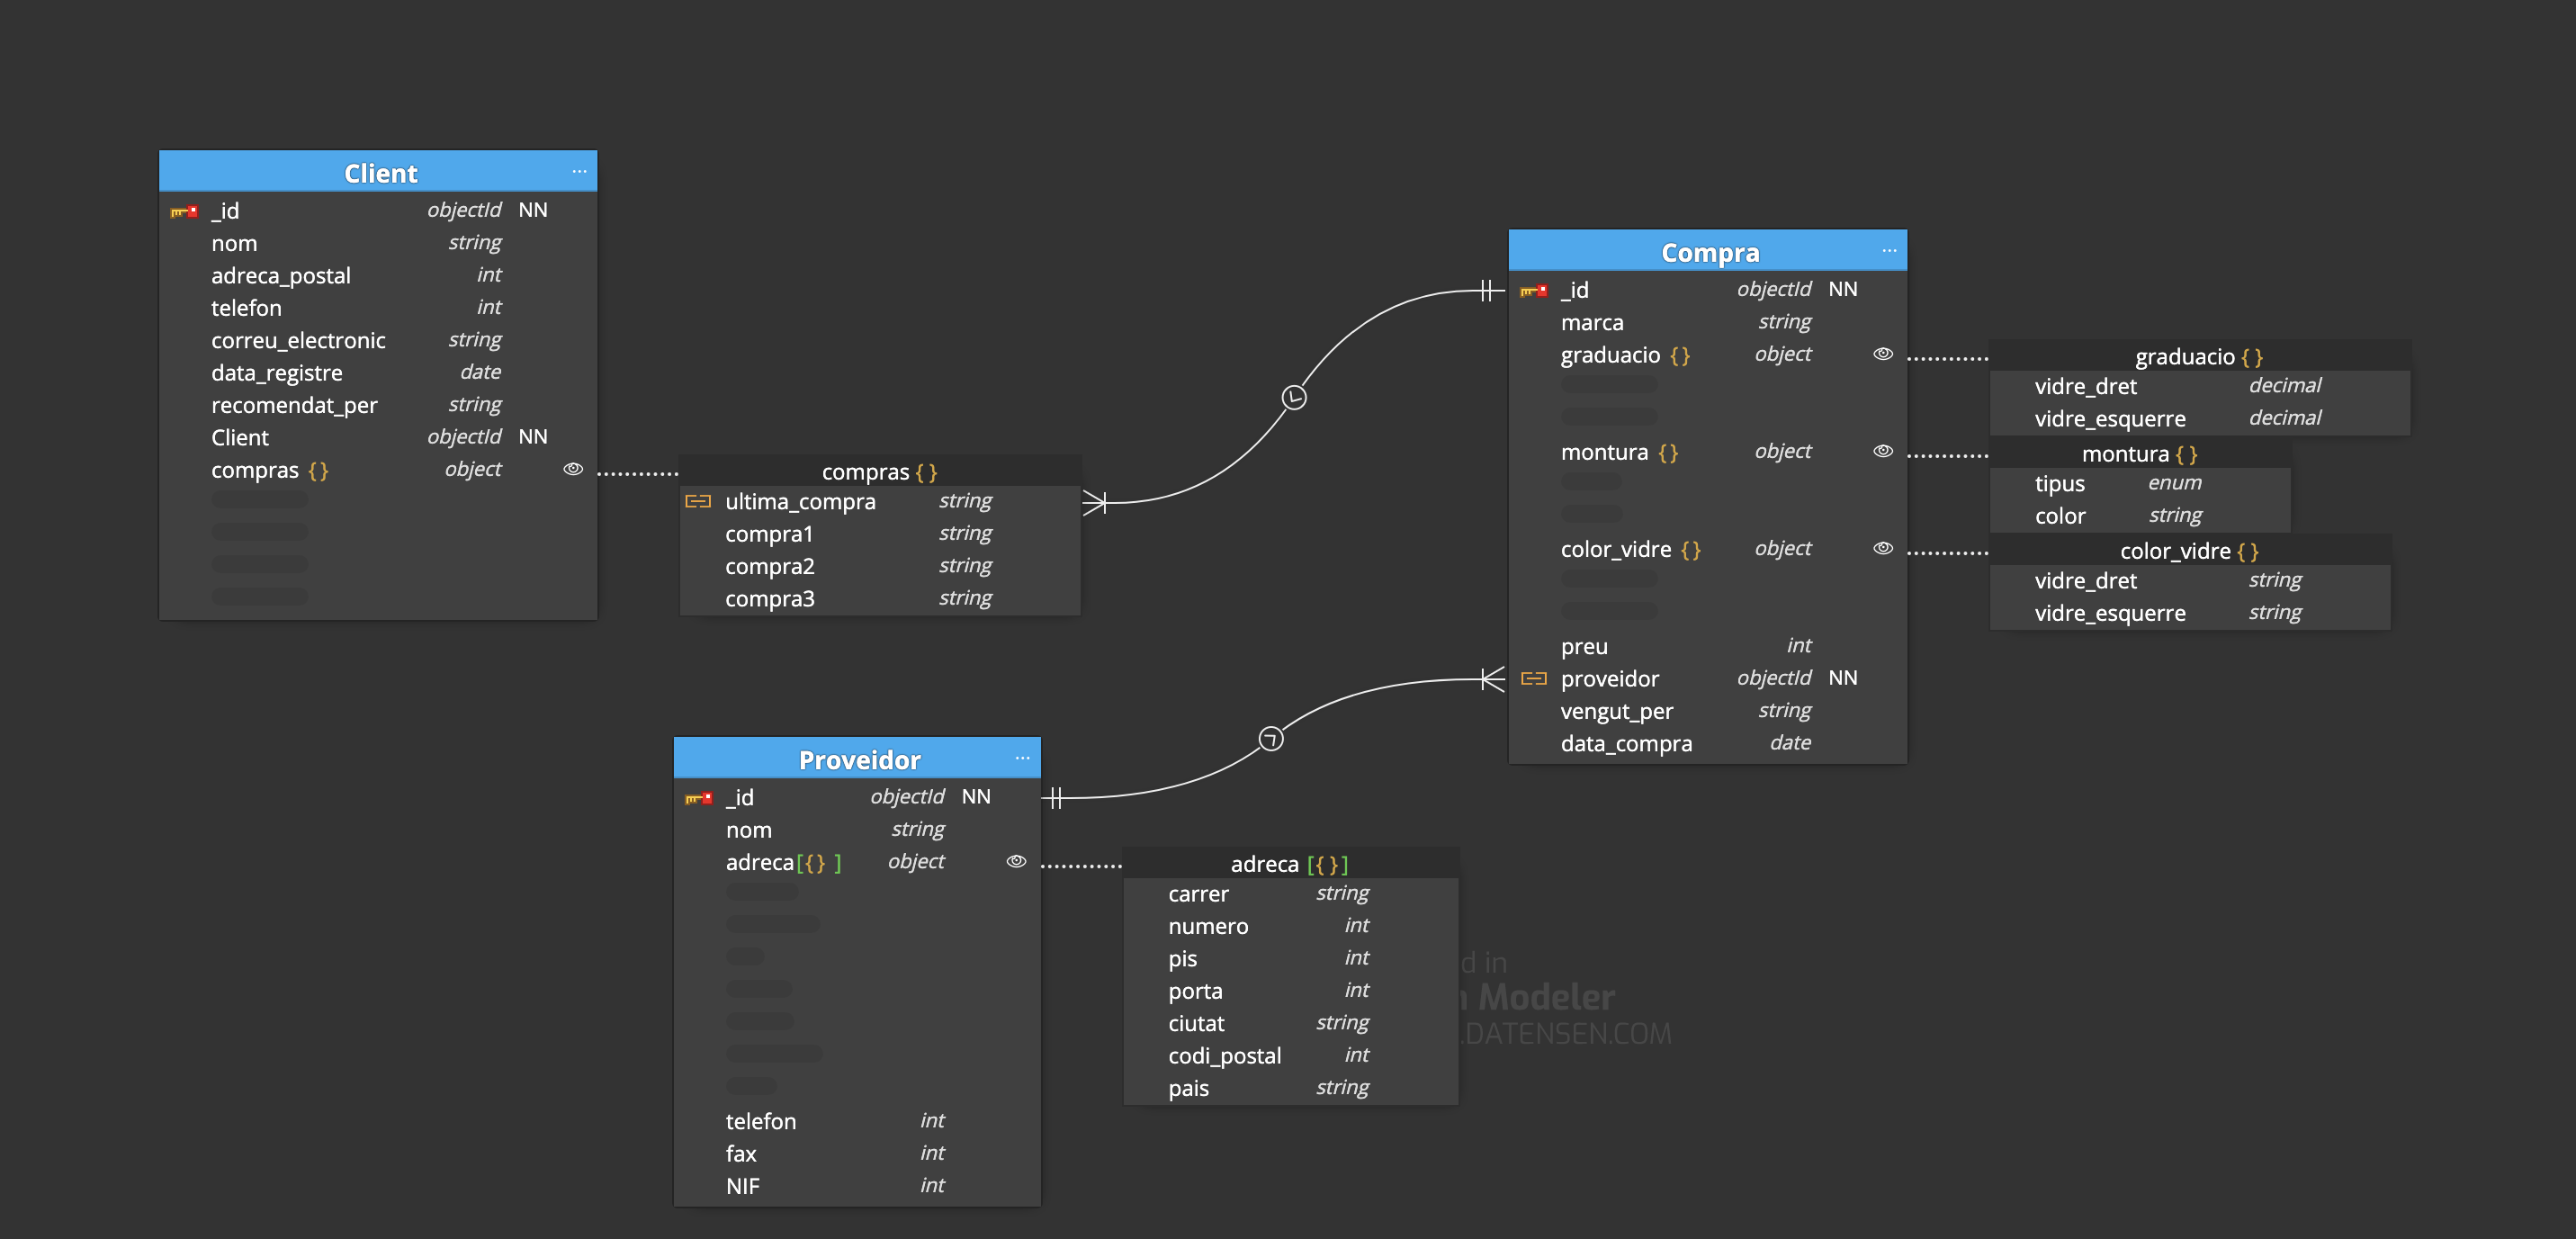 Client ...
_id objectId NN
nom string
adreca_postal int
telefon int
correu_electronic string
data_registre date
recomendat_per string
Client objectId NN
compras {} object
compras {}
ultima_compra string
compra1 string
compra2 string
compra3 string
Compra ...
_id objectId NN
marca string
graduacio {} object
montura {} object
color_vidre {} object
preu int
proveidor objectId NN
vengut_per string
data_compra date
graduacio {}
vidre_dret decimal
vidre_esquerre decimal
montura {}
tipus enum
color string
color_vidre {}
vidre_dret string
vidre_esquerre string
Proveidor ...
_id objectId NN
nom string
adreca[{} ] object
telefon int
fax int
NIF int
adreca [{}]
carrer string
numero int
pis int
porta int
ciutat string
codi_postal int
pais string
in
Modeler
.DATENSEN.COM